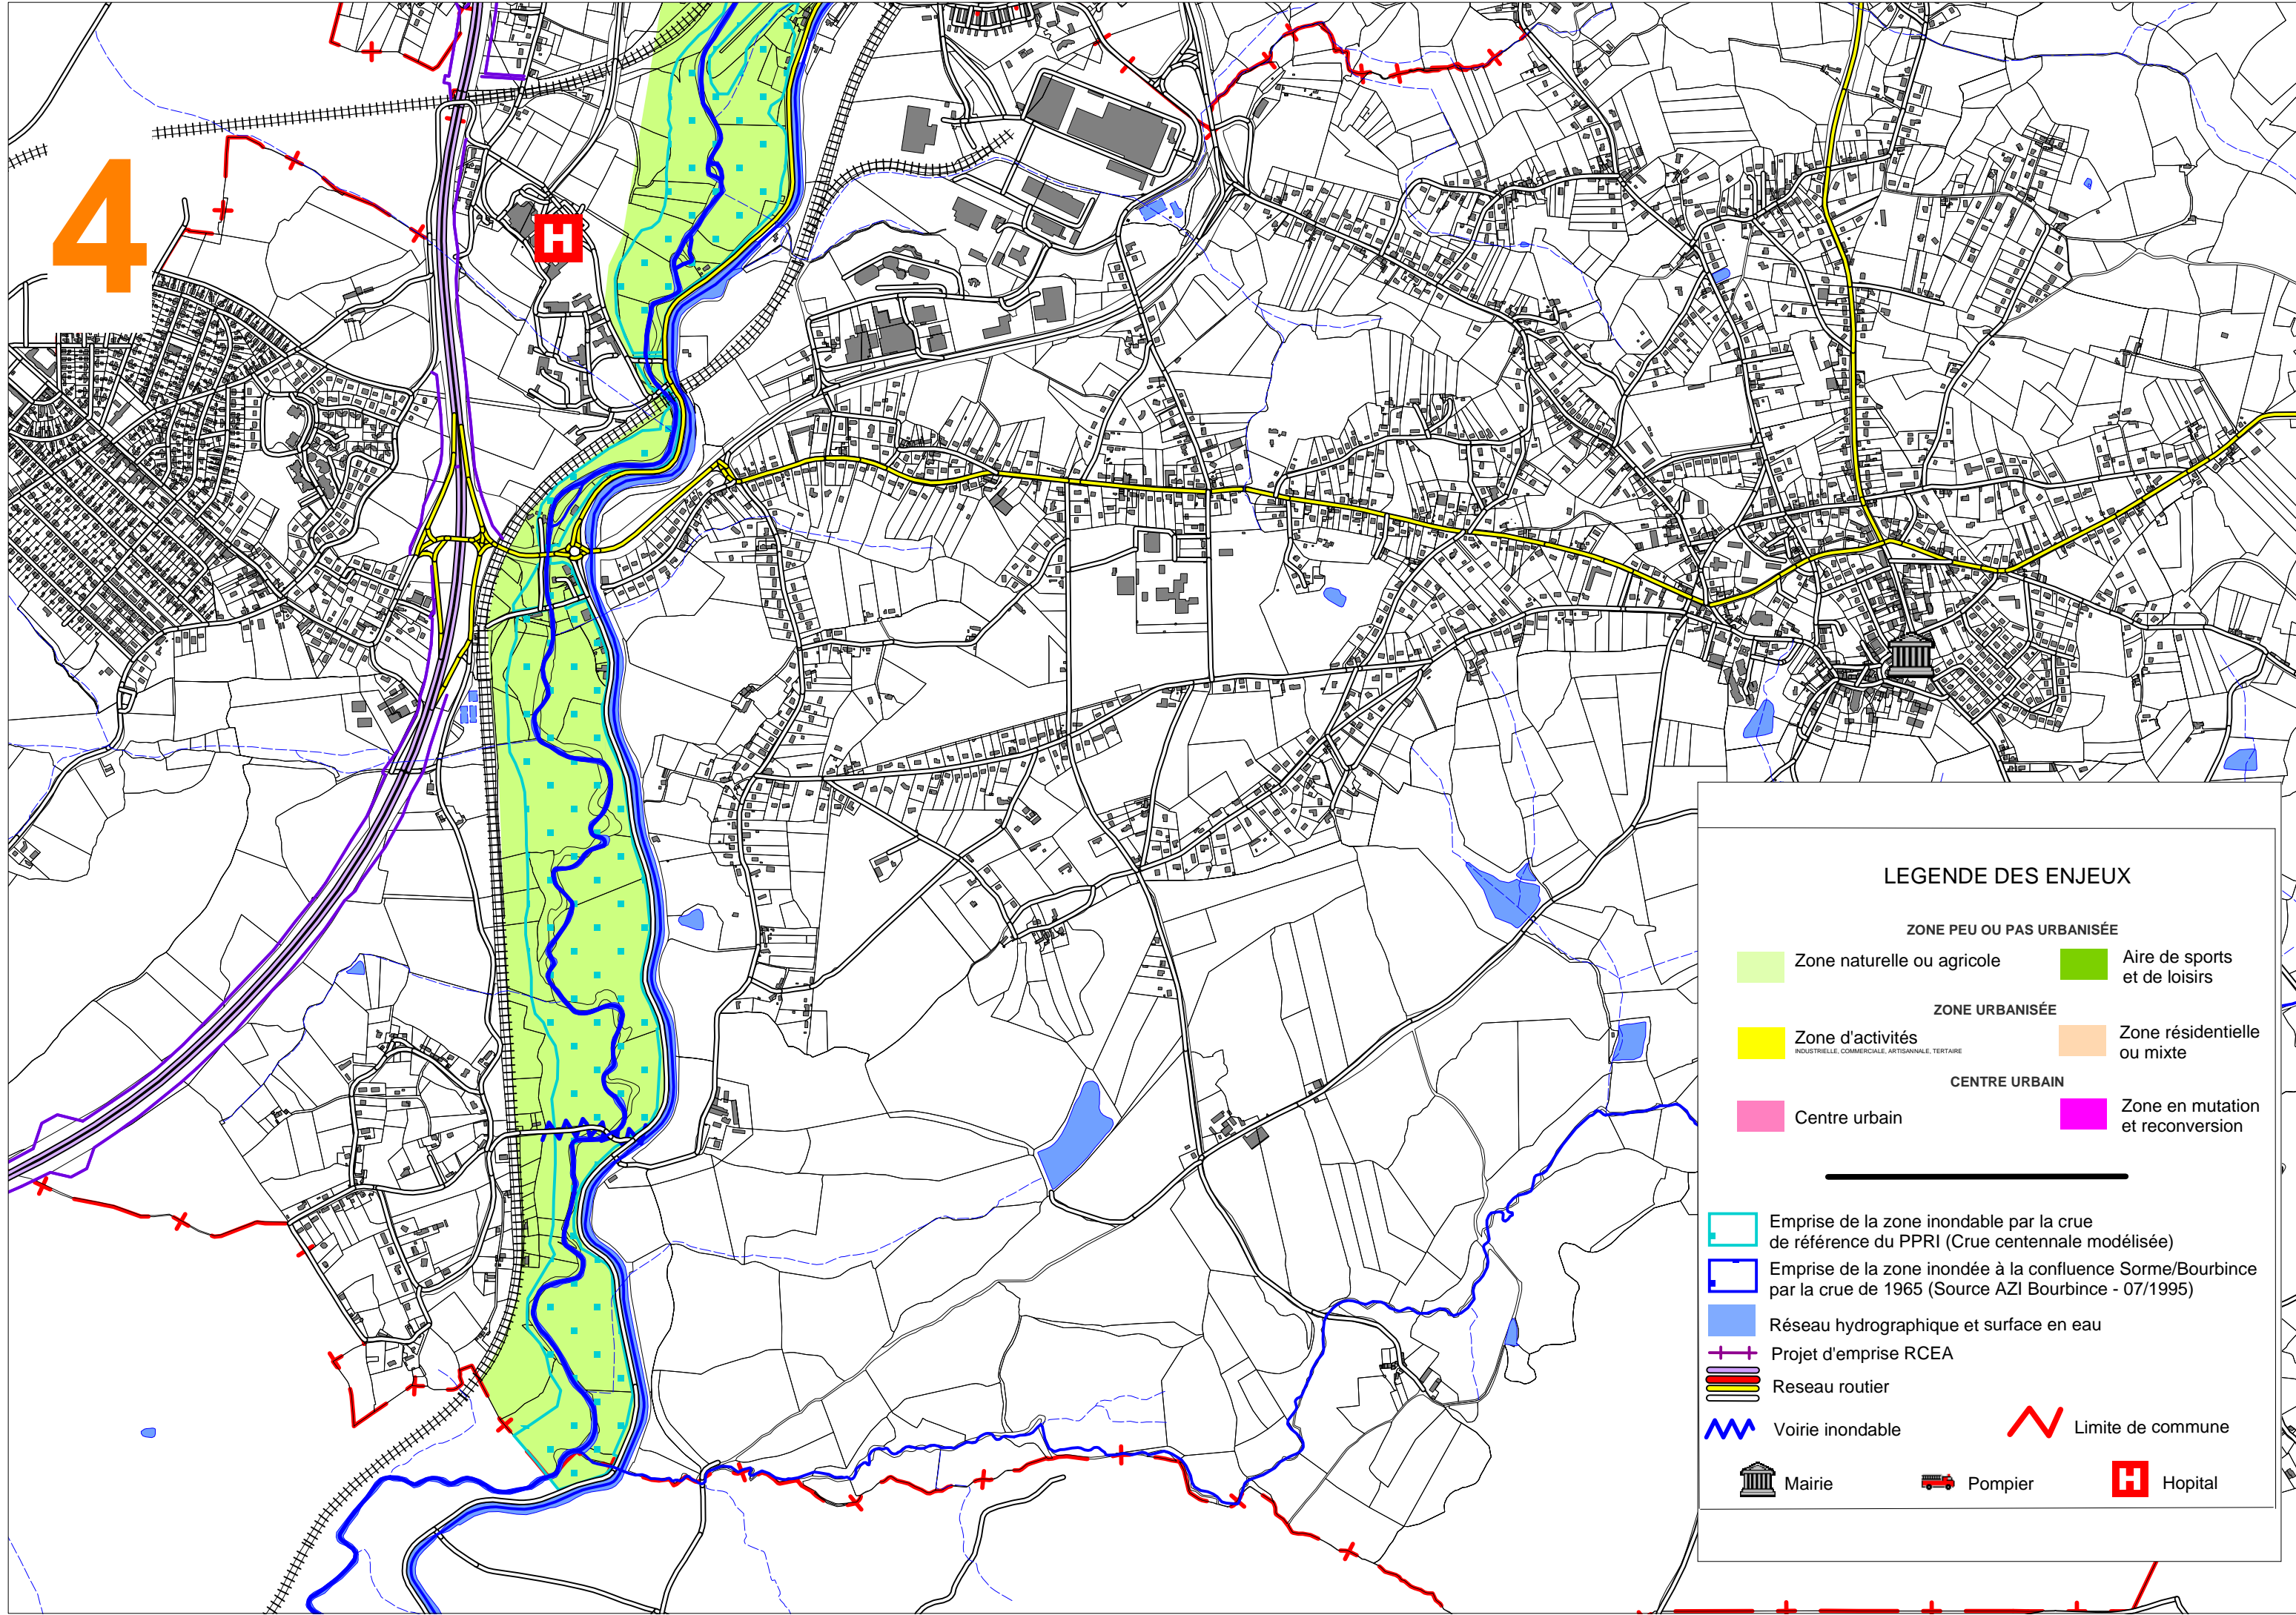 4
H
LEGENDE DES ENJEUX
ZONE PEU OU PAS URBANISÉE
Zone naturelle ou agricole
Aire de sports
et de loisirs
ZONE URBANISÉE
Zone d'activités
INDUSTRIELLE, COMMERCIALE, ARTISANNALE, TERTAIRE
Zone résidentielle
ou mixte
CENTRE URBAIN
Centre urbain
Zone en mutation
et reconversion
Emprise de la zone inondable par la crue
de référence du PPRI (Crue centennale modélisée)
Emprise de la zone inondée à la confluence Sorme/Bourbince
par la crue de 1965 (Source AZI Bourbince - 07/1995)
Réseau hydrographique et surface en eau
Projet d'emprise RCEA
Reseau routier
Voirie inondable
Limite de commune
Mairie
Pompier
H Hopital